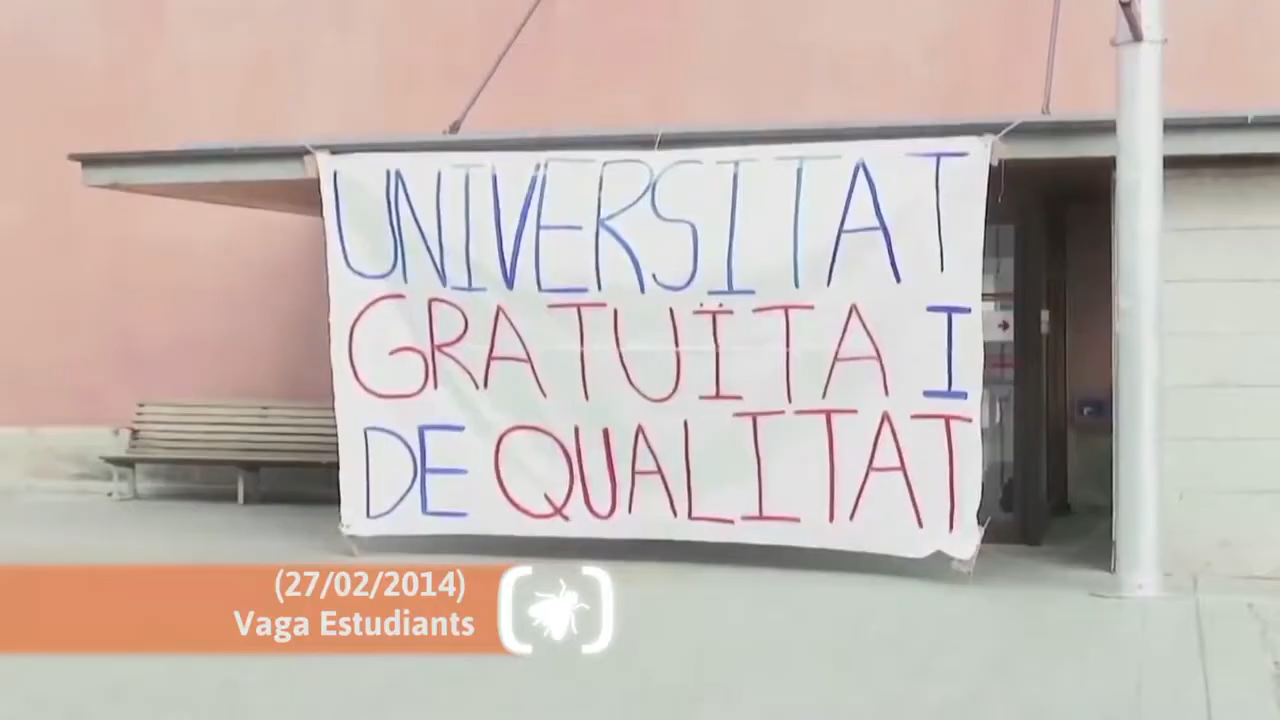 UNIVERSITAT
GRATUÏTA I
DE QUALITAT
(27/02/2014)
Vaga Estudiants